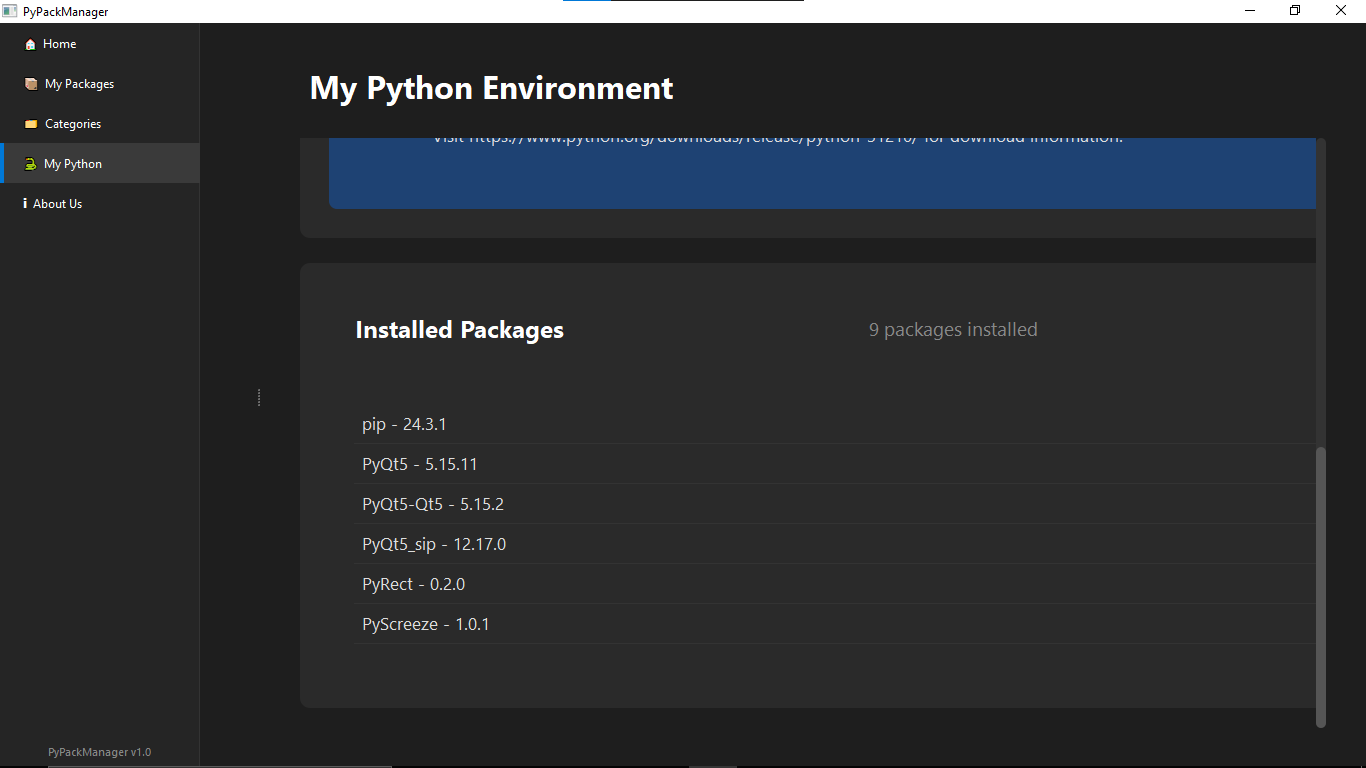 PyPackManager
Home
My Packages
Categories
My Python
About Us
PyPackManager v1.0
My Python Environment
Visit https://www.python.org/downloads/release/python-31210/ for download information.
Installed Packages
9 packages installed
pip - 24.3.1
PyQt5 - 5.15.11
PyQt5-Qt5 - 5.15.2
PyQt5_sip - 12.17.0
PyRect - 0.2.0
PyScreeze - 1.0.1